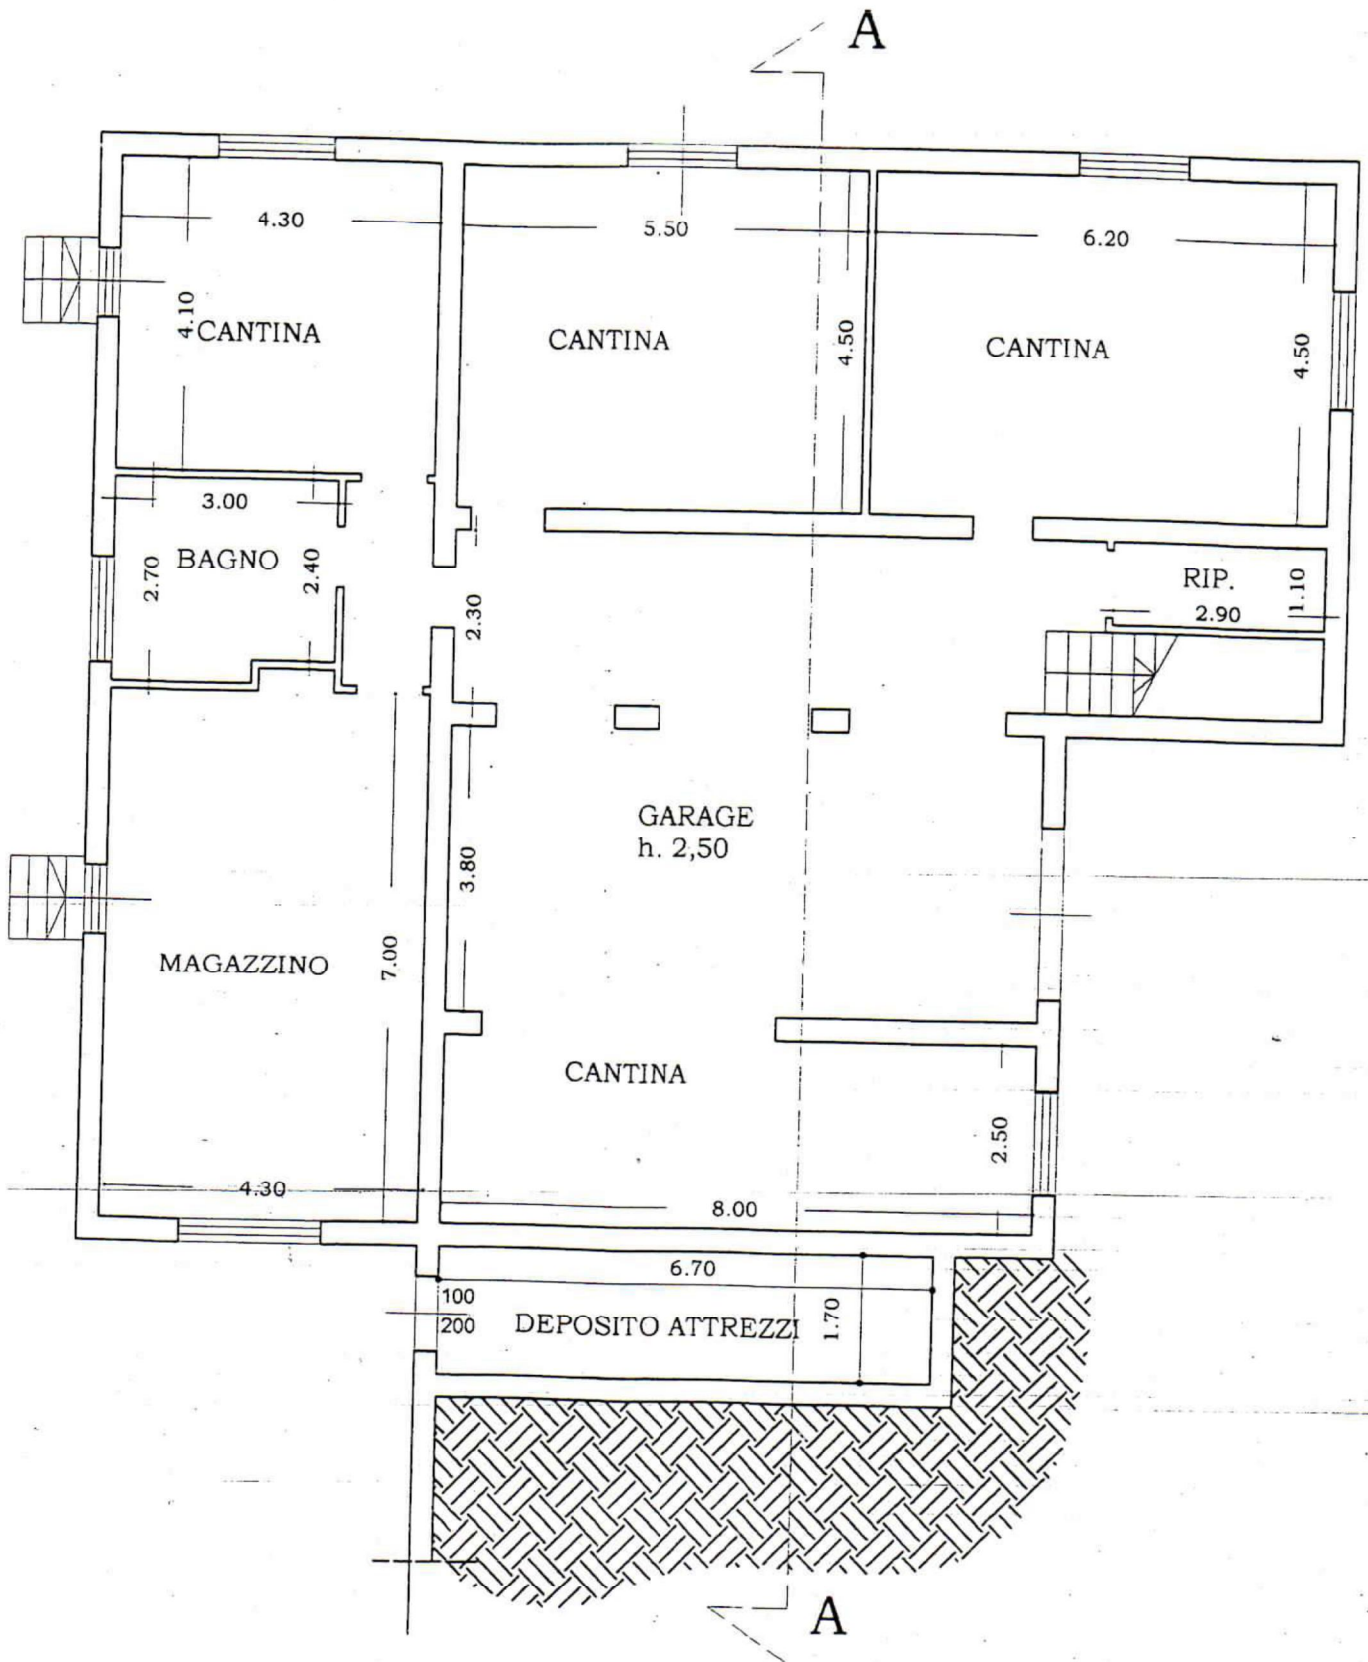 A
4.30
5.50
6.20
4.10
CANTINA
CANTINA
4.50
CANTINA
4.50
3.00
BAGNO
2.70
2.40
2.30
RIP.
1.10
2.90
GARAGE
h. 2,50
3.80
MAGAZZINO
7.00
CANTINA
2.50
4.30
8.00
6.70
100
200
DEPOSITO ATTREZZI
1.70
A